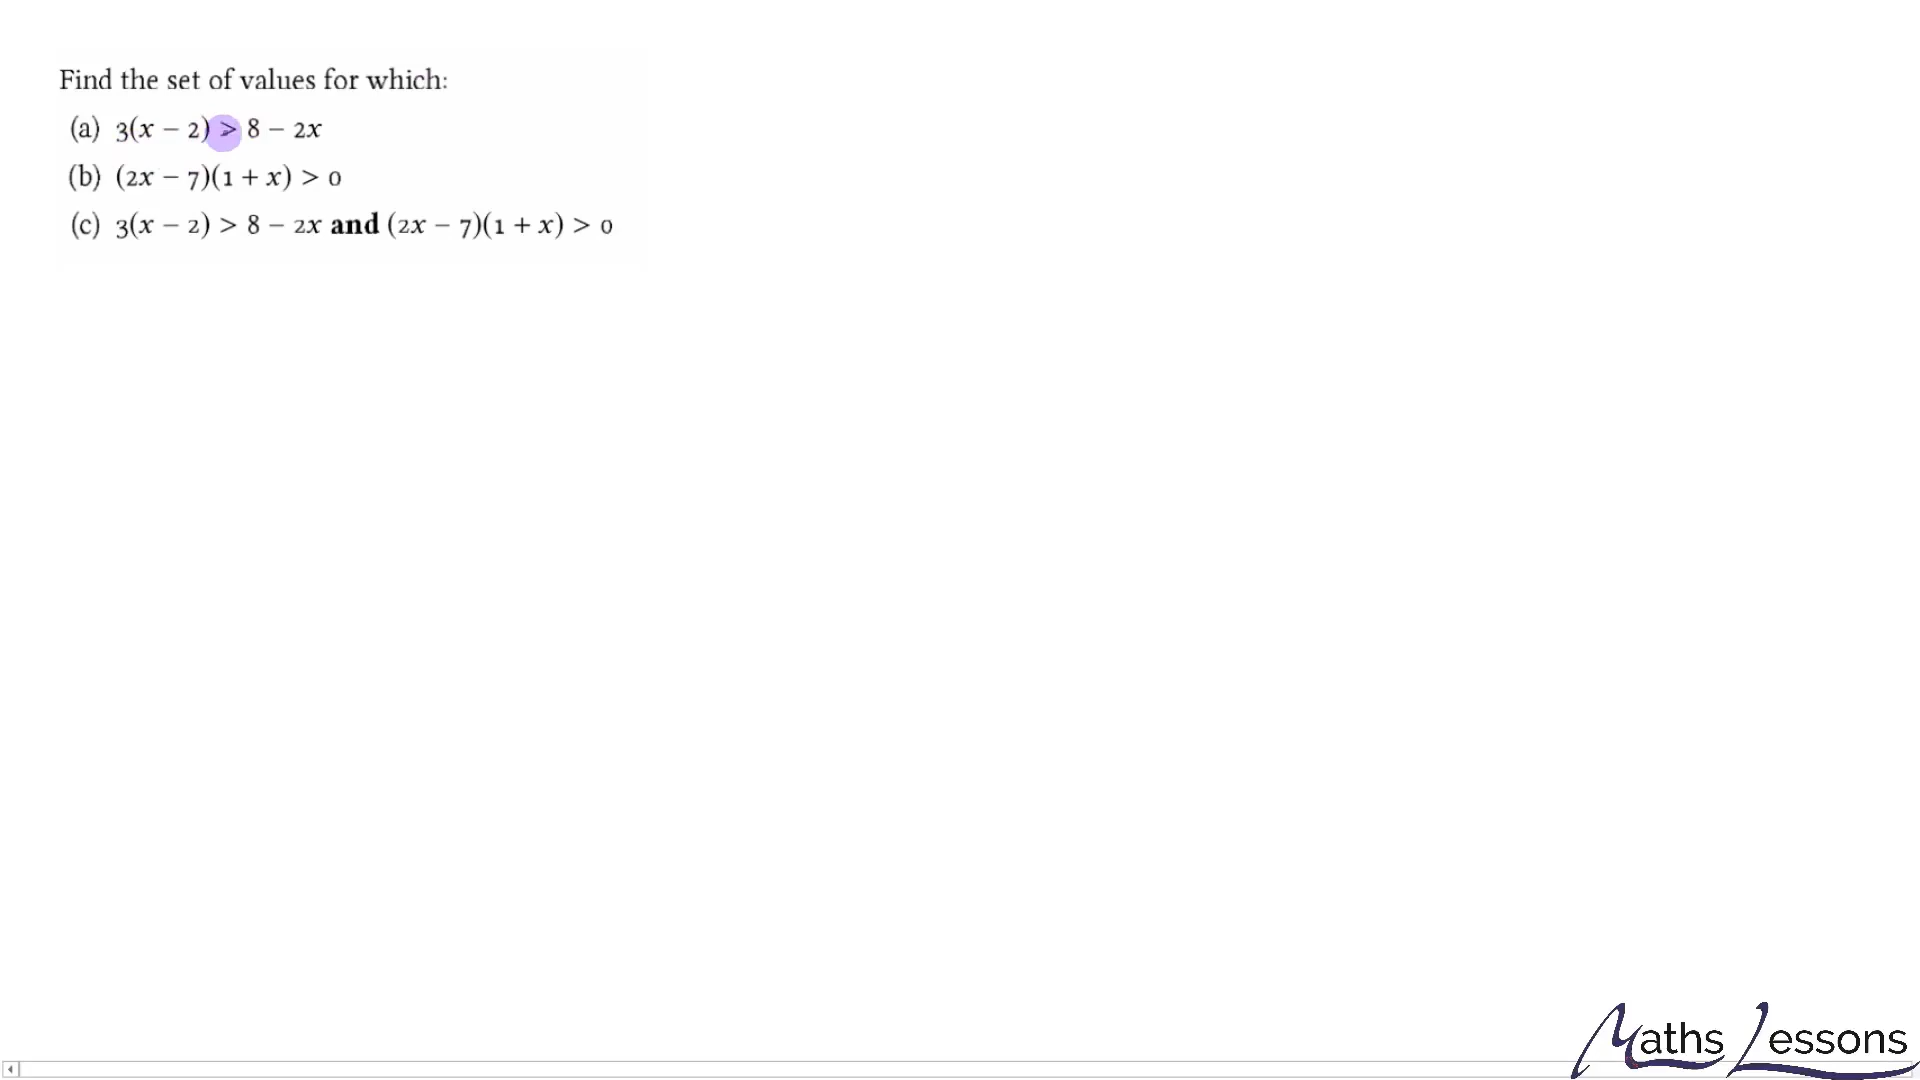 Find the set of values for which:
(a) 3(x − 2) > 8 − 2x
(b) (2x − 7)(1 + x) > 0
(c) 3(x − 2) > 8 − 2x and (2x − 7)(1 + x) > 0
Maths Lessons